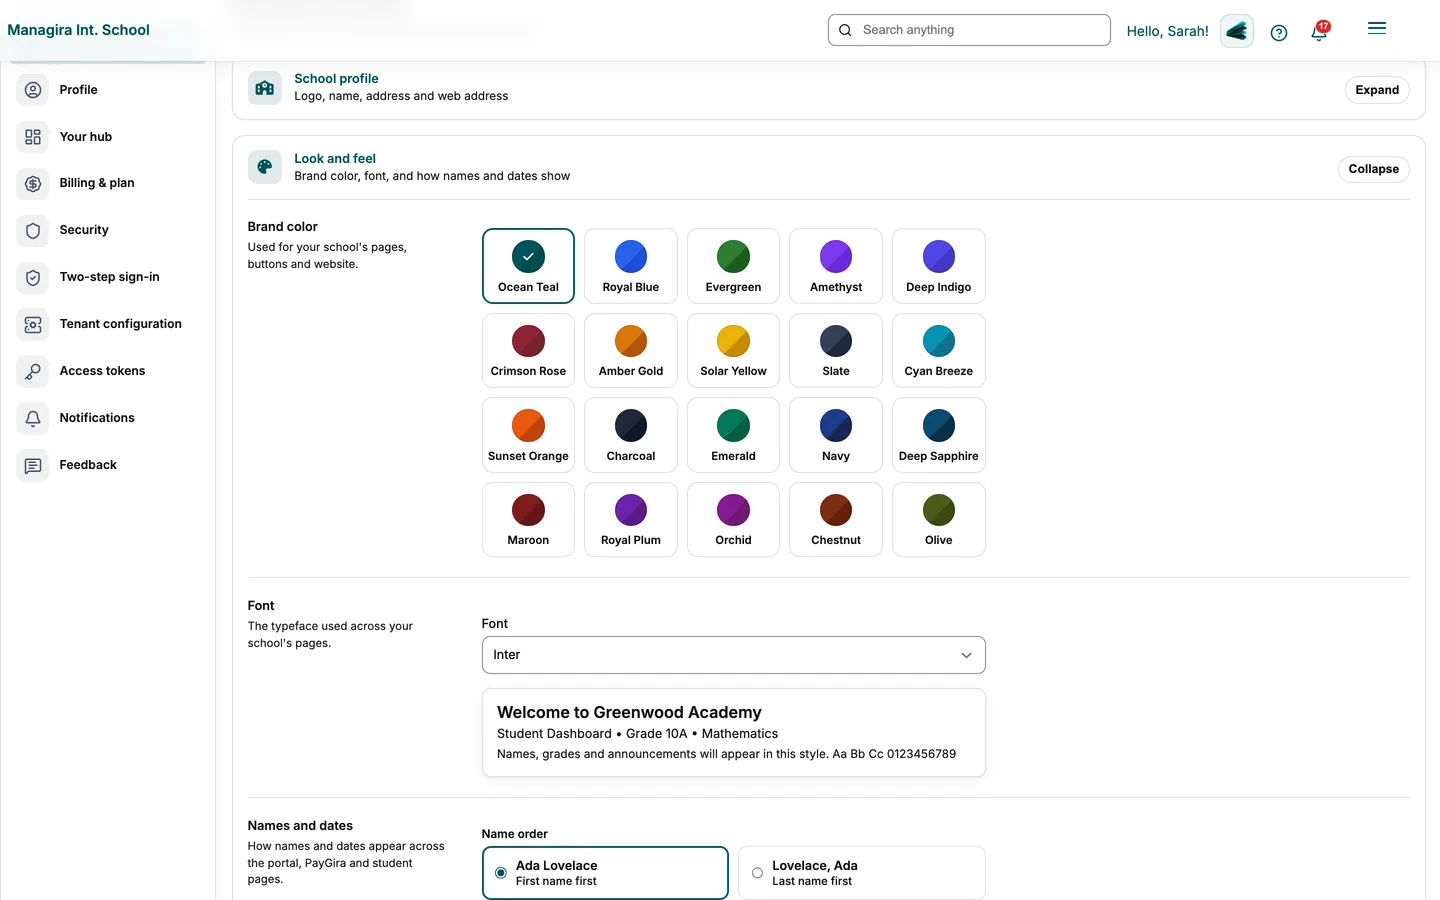 Managira Int. School
Search anything
Hello, Sarah!
17
Profile
Your hub
Billing & plan
Security
Two-step sign-in
Tenant configuration
Access tokens
Notifications
Feedback
School profile
Logo, name, address and web address
Expand
Look and feel
Brand color, font, and how names and dates show
Collapse
Brand color
Used for your school's pages,
buttons and website.
Ocean Teal
Royal Blue
Evergreen
Amethyst
Deep Indigo
Crimson Rose
Amber Gold
Solar Yellow
Slate
Cyan Breeze
Sunset Orange
Charcoal
Emerald
Navy
Deep Sapphire
Maroon
Royal Plum
Orchid
Chestnut
Olive
Font
The typeface used across your
school's pages.
Font
Inter
Welcome to Greenwood Academy
Student Dashboard • Grade 10A • Mathematics
Names, grades and announcements will appear in this style. Aa Bb Cc 0123456789
Names and dates
How names and dates appear across
the portal, PayGira and student
pages.
Name order
Ada Lovelace
First name first
Lovelace, Ada
Last name first